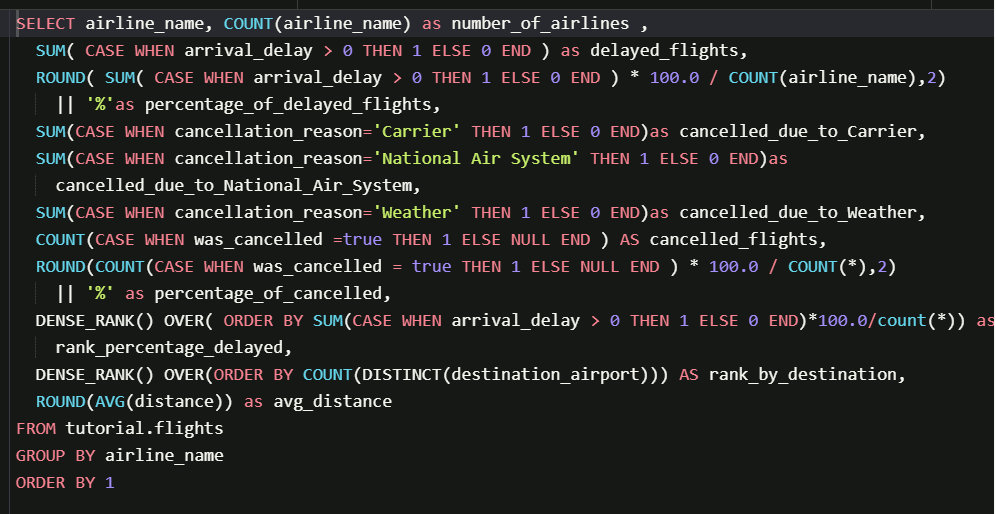 SELECT airline_name, COUNT(airline_name) as number_of_airlines ,
SUM( CASE WHEN arrival_delay > 0 THEN 1 ELSE 0 END ) as delayed_flights,
ROUND( SUM( CASE WHEN arrival_delay > 0 THEN 1 ELSE 0 END ) * 100.0 / COUNT(airline_name),2)
|| '%'as percentage_of_delayed_flights,
SUM(CASE WHEN cancellation_reason='Carrier' THEN 1 ELSE 0 END)as cancelled_due_to_Carrier,
SUM(CASE WHEN cancellation_reason='National Air System' THEN 1 ELSE 0 END)as
cancelled_due_to_National_Air_System,
SUM(CASE WHEN cancellation_reason='Weather' THEN 1 ELSE 0 END)as cancelled_due_to_Weather,
COUNT(CASE WHEN was_cancelled =true THEN 1 ELSE NULL END ) AS cancelled_flights,
ROUND(COUNT(CASE WHEN was_cancelled = true THEN 1 ELSE NULL END ) * 100.0 / COUNT(*),2)
|| '%' as percentage_of_cancelled,
DENSE_RANK() OVER( ORDER BY SUM(CASE WHEN arrival_delay > 0 THEN 1 ELSE 0 END)*100.0/count(*)) as
rank_percentage_delayed,
DENSE_RANK() OVER(ORDER BY COUNT(DISTINCT(destination_airport))) AS rank_by_destination,
ROUND(AVG(distance)) as avg_distance
FROM tutorial.flights
GROUP BY airline_name
ORDER BY 1